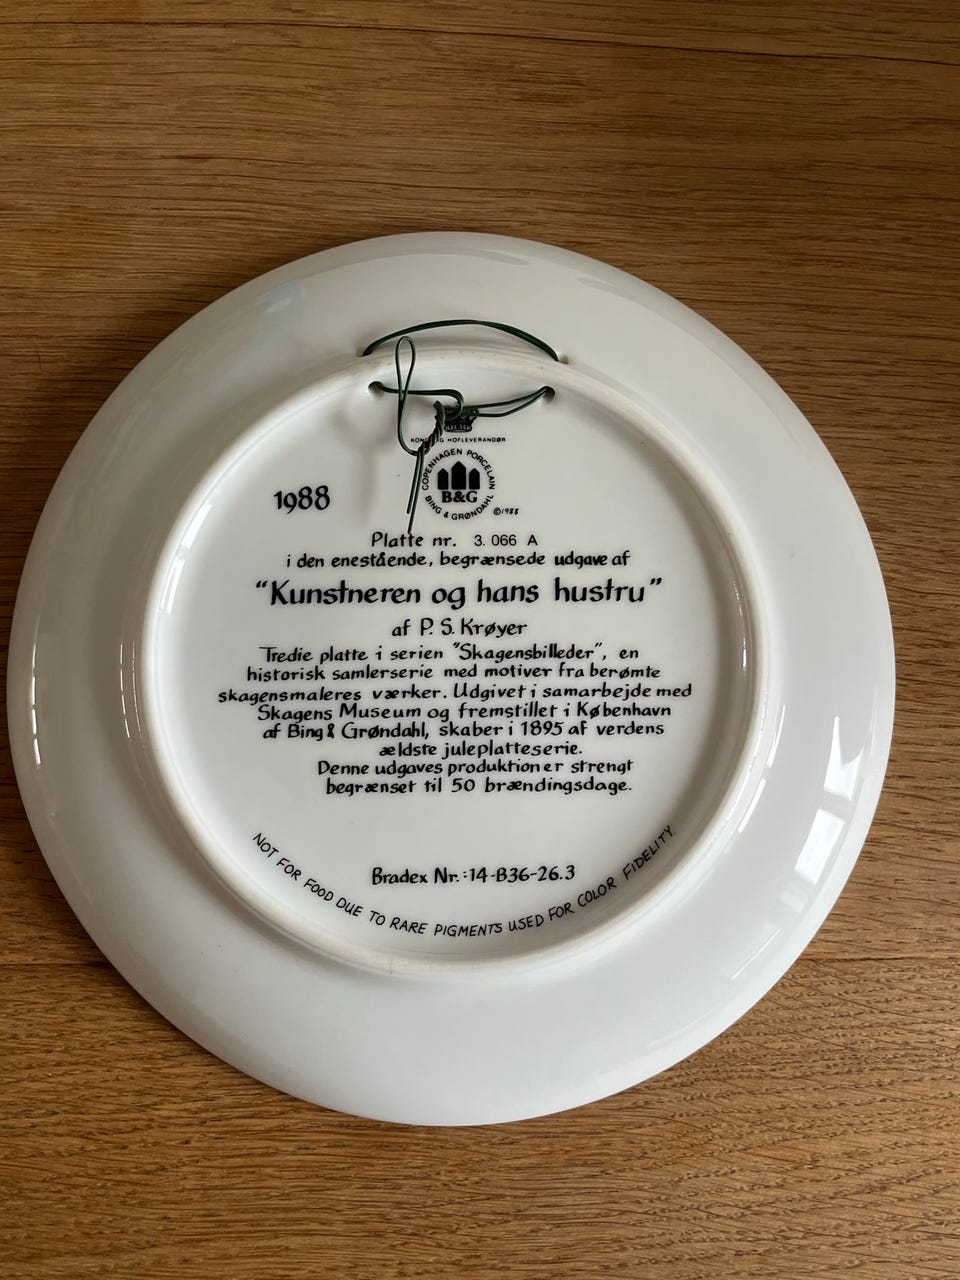 HOFLEVERANDØR
COPENHAGEN PORCELAIN
B&G
BING & GRØNDAHL
©1988
1988
Platte nr. 3. 066 A
i den enestående, begrænsede udgave af
"Kunstneren og hans hustru"
af P. S. Krøyer
Tredie platte i serien "Skagensbilleder", en
historisk samlerserie med motiver fra berømte
skagensmaleres værker. Udgivet i samarbejde med
Skagens Museum og fremstillet i København
af Bing & Grøndahl, skaber i 1895 af verdens
ældste juleplatteserie.
Denne udgaves produktion er strengt
begrænset til 50 brændingsdage.
Bradex Nr.: 14-B36-26.3
NOT FOR FOOD DUE TO RARE PIGMENTS USED FOR COLOR FIDELITY.